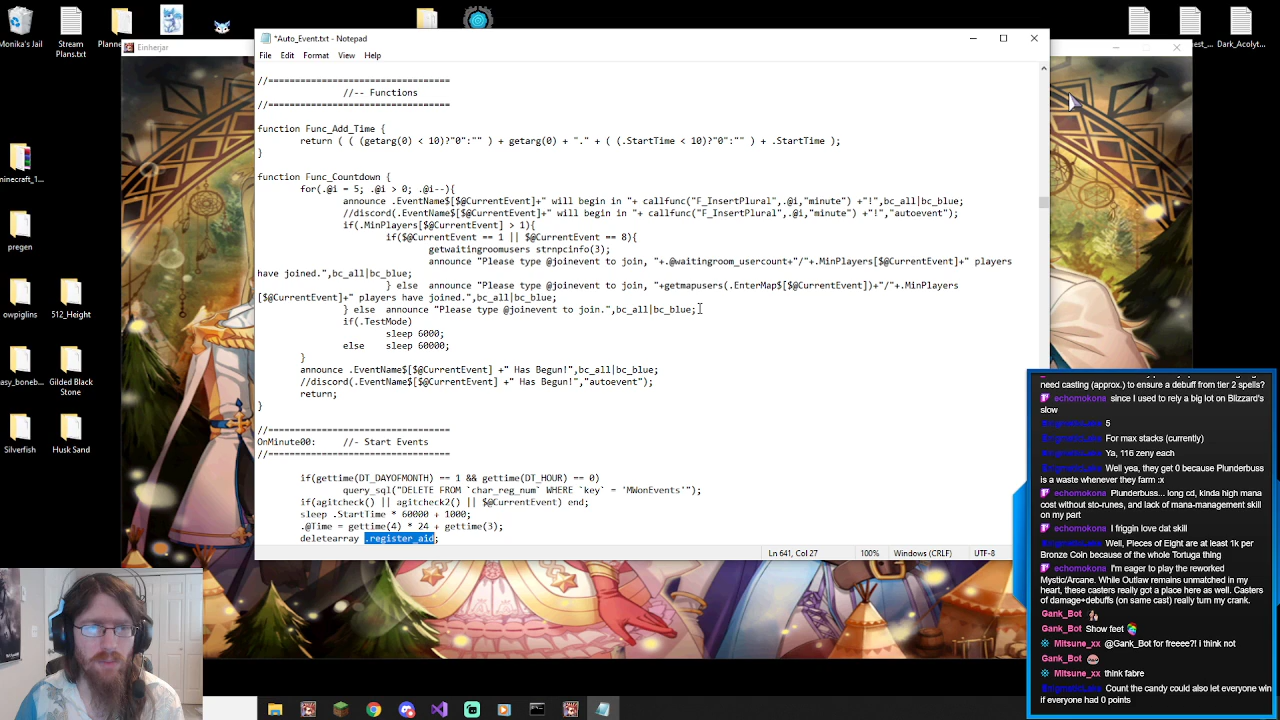 Monika's Jail
Stream Plans.txt
Planne
minecraft_1...
pregen
owpiglins
512_Height
asy_boneb...
Gilded Black Stone
Silverfish
Husk Sand
est_...
Dark_Acolyt...
Einherjar
*Auto_Event.txt - Notepad
File Edit Format View Help
//=================================
//-- Functions
//=================================
function Func_Add_Time {
return ( ( (getarg(0) < 10)?"0":"" ) + getarg(0) + "." + ( (.StartTime < 10)?"0":"" ) + .StartTime );
}
function Func_Countdown {
for(.@i = 5; .@i > 0; .@i--){
announce .EventName$[$@CurrentEvent]+" will begin in "+ callfunc("F_InsertPlural",.@i,"minute") +"!",bc_all|bc_blue;
//discord(.EventName$[$@CurrentEvent]+" will begin in "+ callfunc("F_InsertPlural",.@i,"minute") +"!","autoevent");
if(.MinPlayers[$@CurrentEvent] > 1){
if($@CurrentEvent == 1 || $@CurrentEvent == 8){
getwaitingroomusers strnpcinfo(3);
announce "Please type @joinevent to join, "+.@waitingroom_usercount+"/"+.MinPlayers[$@CurrentEvent]+" players
have joined.",bc_all|bc_blue;
} else announce "Please type @joinevent to join, "+getmapusers(.EnterMap$[$@CurrentEvent])+"/"+.MinPlayers
[$@CurrentEvent]+" players have joined.",bc_all|bc_blue;
} else announce "Please type @joinevent to join.",bc_all|bc_blue;
if(.TestMode)
sleep 6000;
else sleep 60000;
}
announce .EventName$[$@CurrentEvent] +" Has Begun!",bc_all|bc_blue;
//discord(.EventName$[$@CurrentEvent] +" Has Begun!","autoevent");
return;
}
//=================================
OnMinute00: //- Start Events
//=================================
if(gettime(DT_DAYOFMONTH) == 1 && gettime(DT_HOUR) == 0)
query_sql("DELETE FROM `char_reg_num` WHERE `key` = 'MWonEvents'");
if(agitcheck() || agitcheck2() || $@CurrentEvent) end;
sleep .StartTime * 60000 + 1000;
.@Time = gettime(4) * 24 + gettime(3);
deletearray .register_aid;
Ln 641, Col 27 100% Windows (CRLF) UTF-8
need casting (approx.) to ensure a debuff from tier 2 spells?
echomokona since I used to rely a big lot on Blizzard's
slow
5
For max stacks (currently)
Ya, 116 zeny each
Well yea, they get 0 because Plunderbuss
is a waste whenever they farm :x
echomokona Plunderbuss... long cd, kinda high mana
cost without sto-runes, and lack of mana-management skill
on my part
echomokona I friggin love dat skill
Well, Pieces of Eight are at least 1k per
Bronze Coin because of the whole Tortuga thing
echomokona I'm eager to play the reworked
Mystic/Arcane. While Outlaw remains unmatched in my
heart, these casters really got a place here as well. Casters
of damage+debuffs (on same cast) really turn my crank.
Gank_Bot
Gank_Bot Show feet
Mitsune_xx @Gank_Bot for freeee?! I think not
Gank_Bot
Mitsune_xx think fabre
Count the candy could also let everyone win
if everyone had 0 points